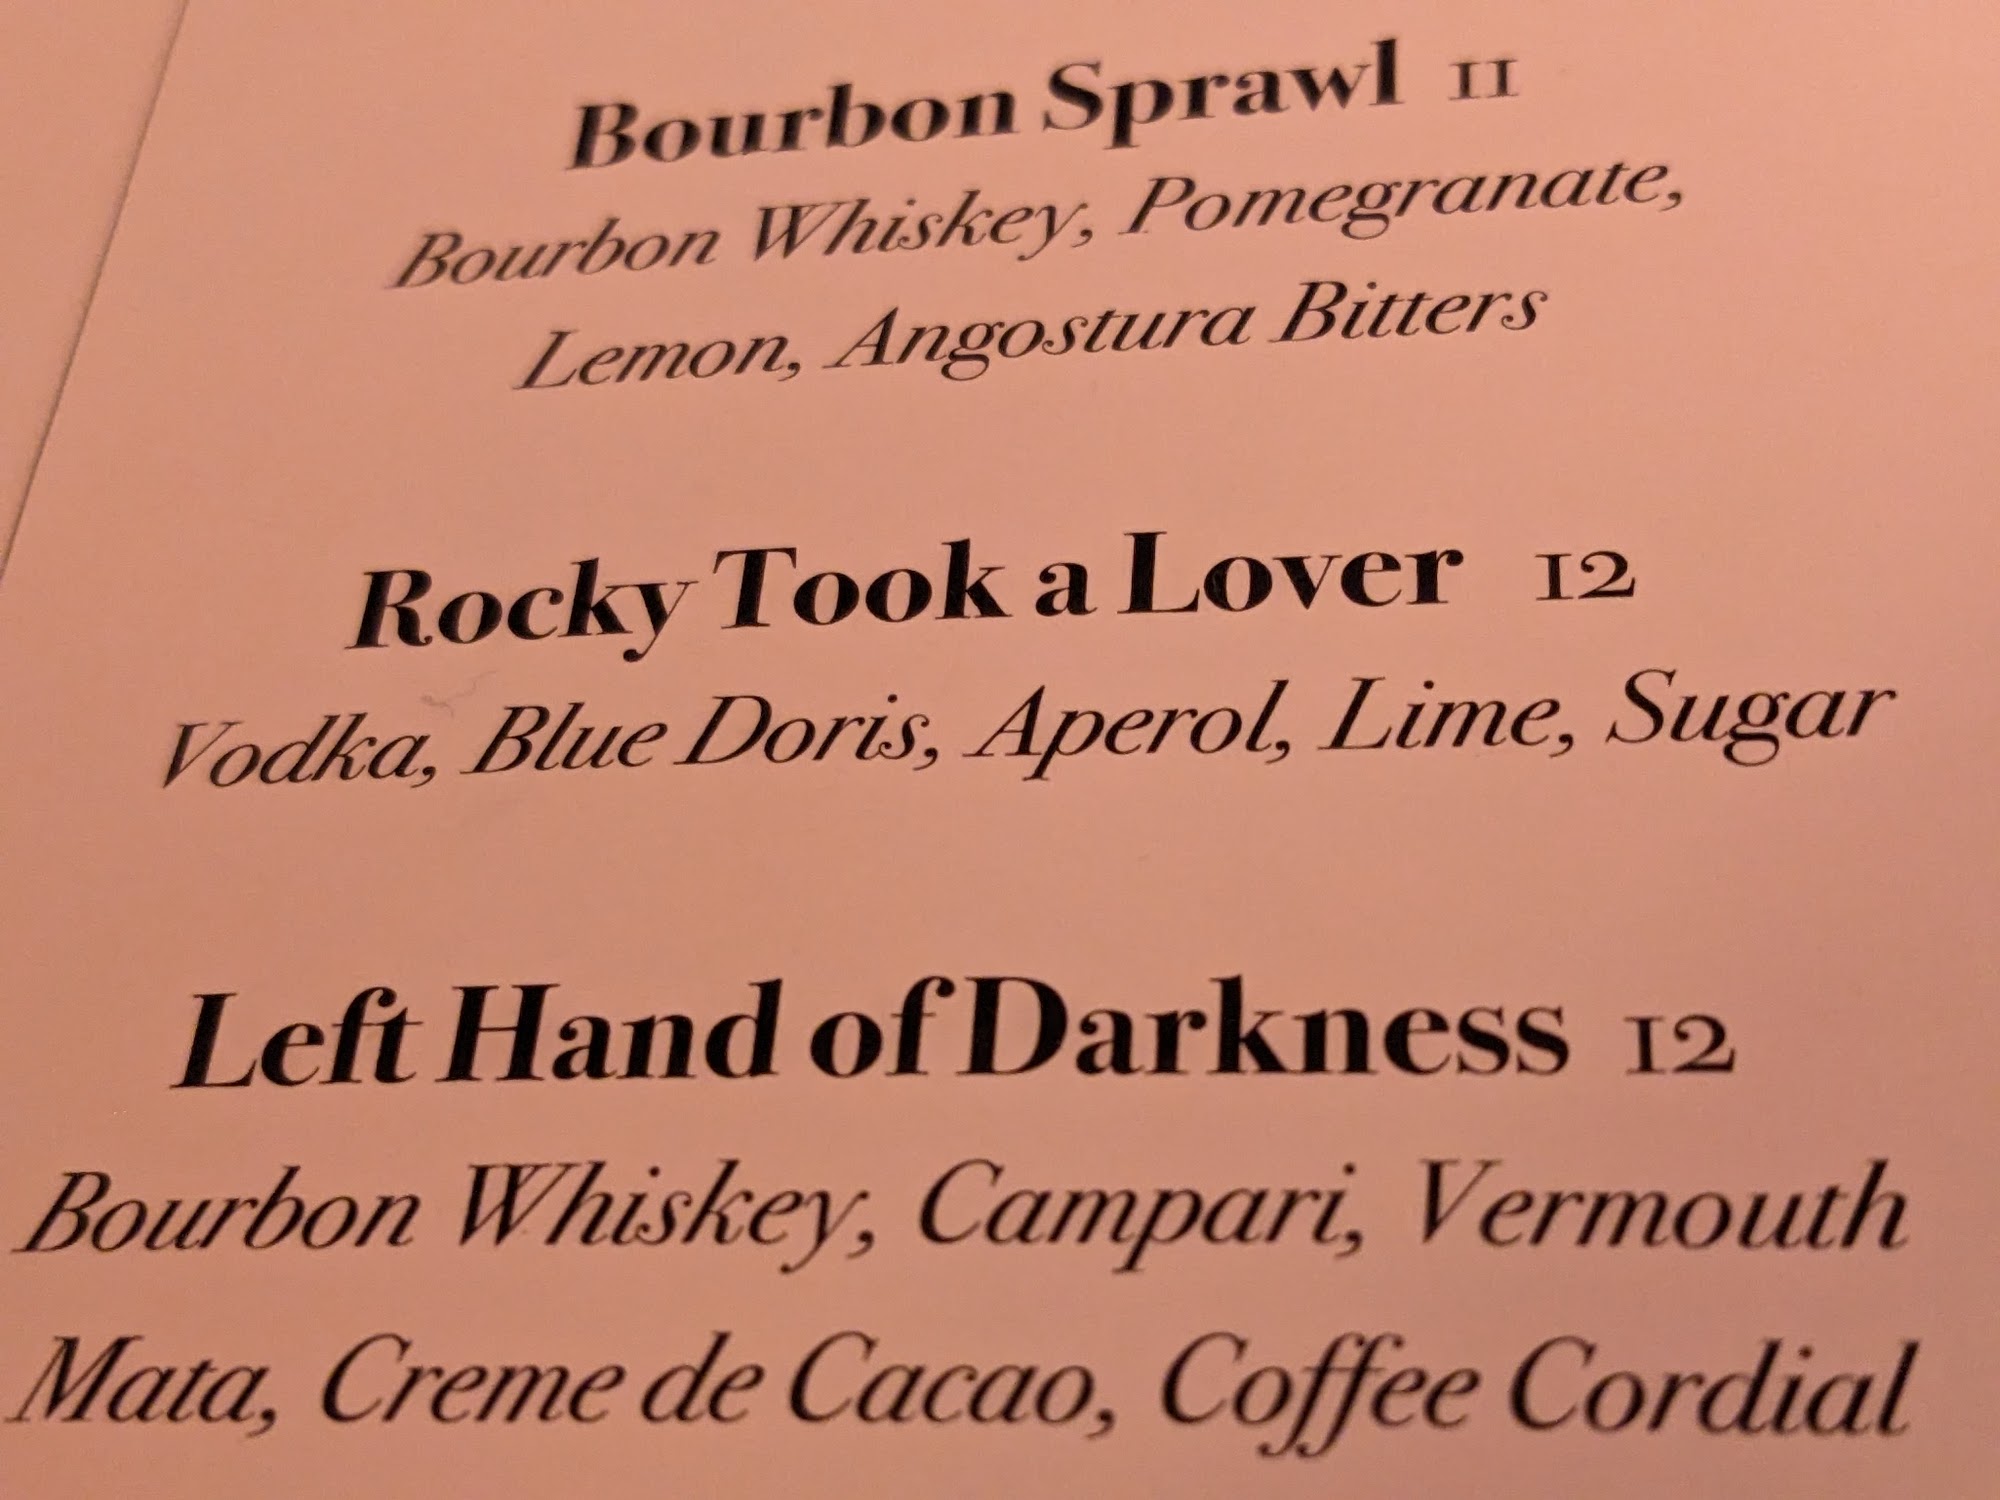 Bourbon Sprawl 11
Bourbon Whiskey, Pomegranate,
Lemon, Angostura Bitters
Rocky Took a Lover 12
Vodka, Blue Doris, Aperol, Lime, Sugar
Left Hand of Darkness 12
Bourbon Whiskey, Campari, Vermouth
Mata, Creme de Cacao, Coffee Cordial